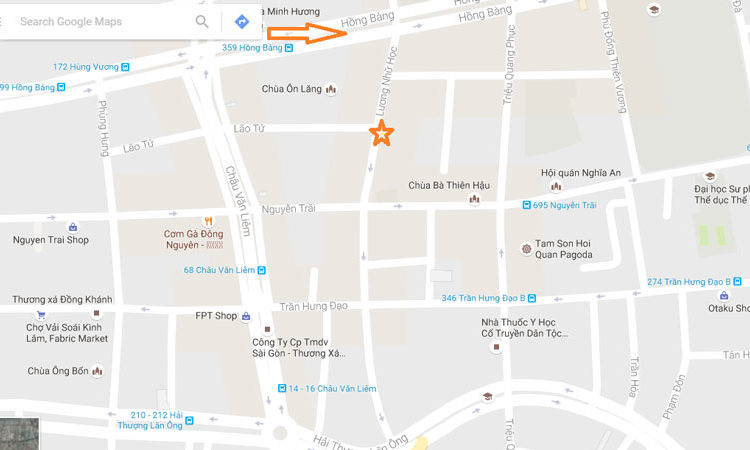 à Minh Hương
Hồng Bàng
Hồng Bàng
Search Google Maps
359 Hồng Bàng
172 Hùng Vương
99 Hồng Bàng
Chùa Ôn Lăng
Lương Nhữ Học
Triệu Quang Phục
Phù Đổng Thiên Vương
Phùng Hưng
Lão Tử
Lão Tử
Châu Văn Liêm
Hội quán Nghĩa An
Chùa Bà Thiên Hậu
Đại học Sư ph
Thể dục Thể T
Nguyễn Trãi
695 Nguyễn Trãi
Nguyen Trai Shop
Cơm Gà Đông
Nguyên -
Tam Son Hoi
Quan Pagoda
68 Châu Văn Liêm
274 Trần Hưng Đạo B
Thương xá Đồng Khánh
Trần Hưng Đạo
346 Trần Hưng Đạo B
Otaku Sho
FPT Shop
Chợ Vải Soái Kình
Lâm, Fabric Market
Công Ty Cp Tmdv
Sài Gòn - Thương Xá...
Nhà Thuốc Y Học
Cổ Truyền Dân Tộc...
Tản H
Chùa Ông Bổn
Trần Hòa
Phạm Đôn
14 - 16 Châu Văn Liêm
210 - 212 Hải
Thượng Lãn Ông
Hải Thượng Lãn Ông
Triệu Qu